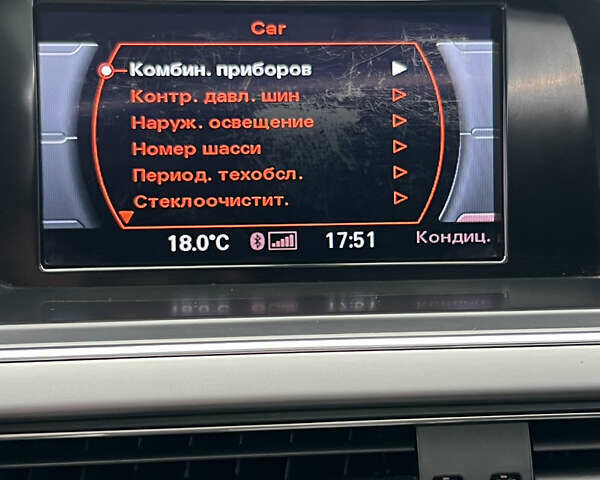 Car
Комбин. приборов
Контр. давл. шин
Наруж. освещение
Номер шасси
Период. техобсл.
Стеклоочистит.
18.0°C 17:51 Кондиц.